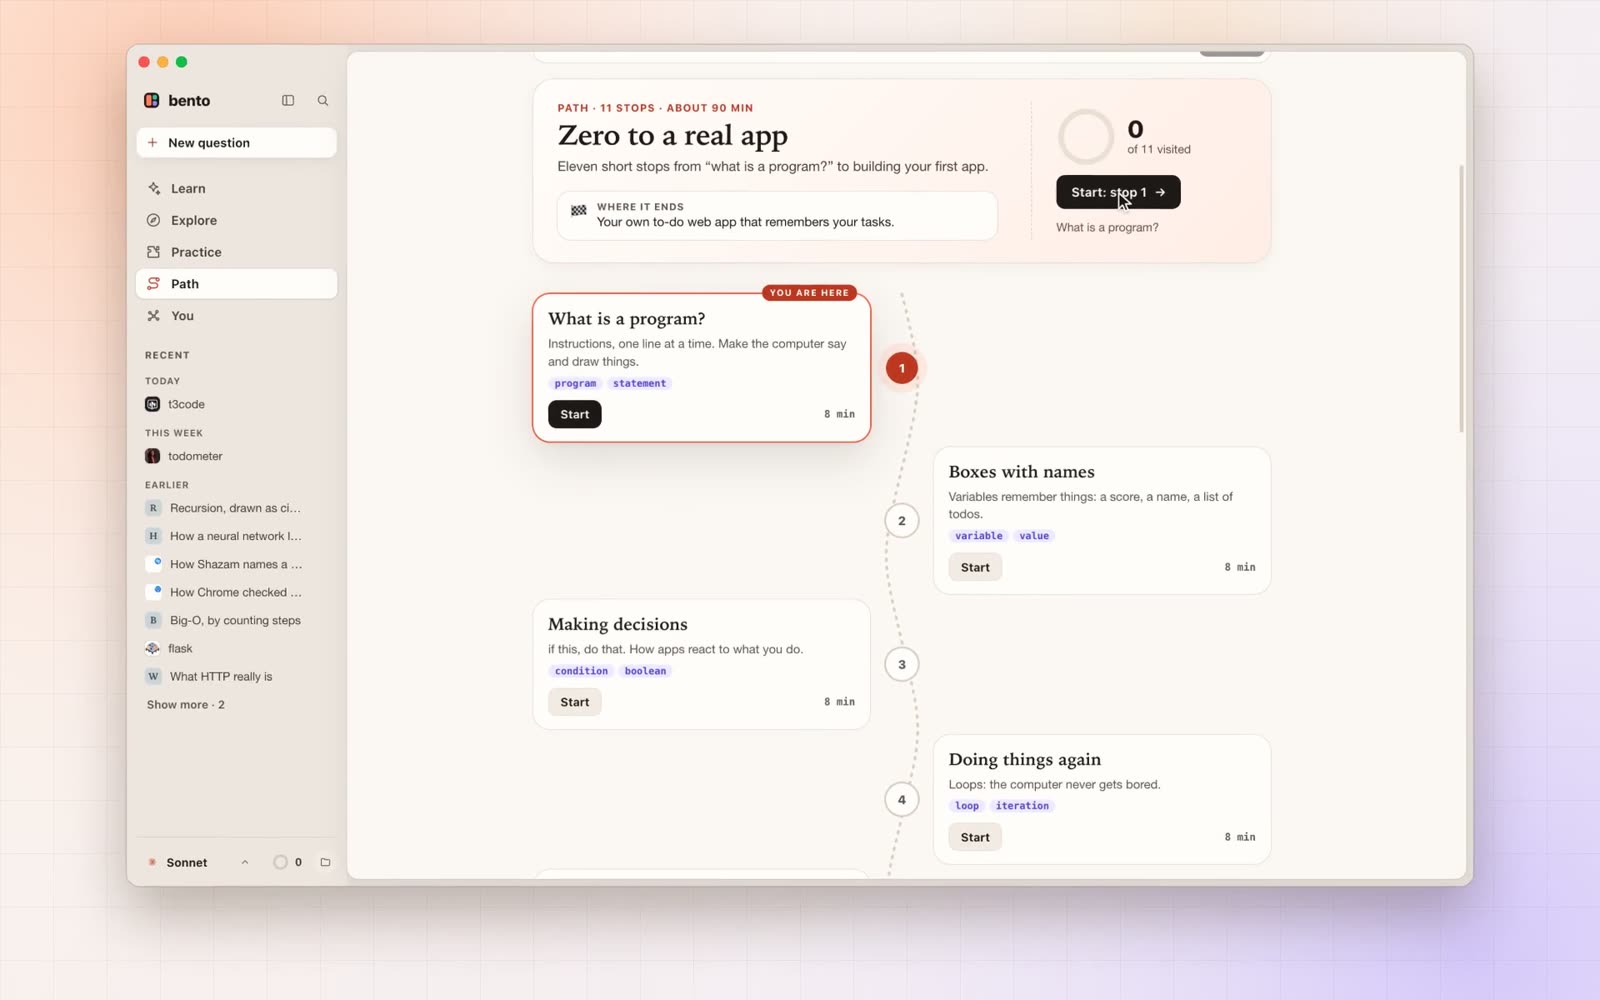 bento
New question
Learn
Explore
Practice
Path
You
RECENT
TODAY
t3code
THIS WEEK
todometer
EARLIER
R Recursion, drawn as ci…
H How a neural network l…
How Shazam names a …
How Chrome checked …
B Big-O, by counting steps
flask
W What HTTP really is
Show more · 2
Sonnet
0
PATH · 11 STOPS · ABOUT 90 MIN
Zero to a real app
Eleven short stops from “what is a program?” to building your first app.
WHERE IT ENDS
Your own to-do web app that remembers your tasks.
0
of 11 visited
Start: stop 1 →
What is a program?
YOU ARE HERE
What is a program?
Instructions, one line at a time. Make the computer say
and draw things.
program statement
Start 8 min
1
Boxes with names
Variables remember things: a score, a name, a list of
todos.
variable value
Start 8 min
2
Making decisions
if this, do that. How apps react to what you do.
condition boolean
Start 8 min
3
Doing things again
Loops: the computer never gets bored.
loop iteration
Start 8 min
4